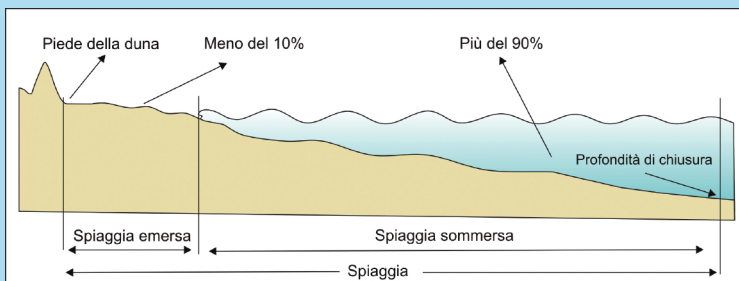 Piede della duna
Meno del 10%
Più del 90%
Profondità di chiusura
Spiaggia emersa
Spiaggia sommersa
Spiaggia